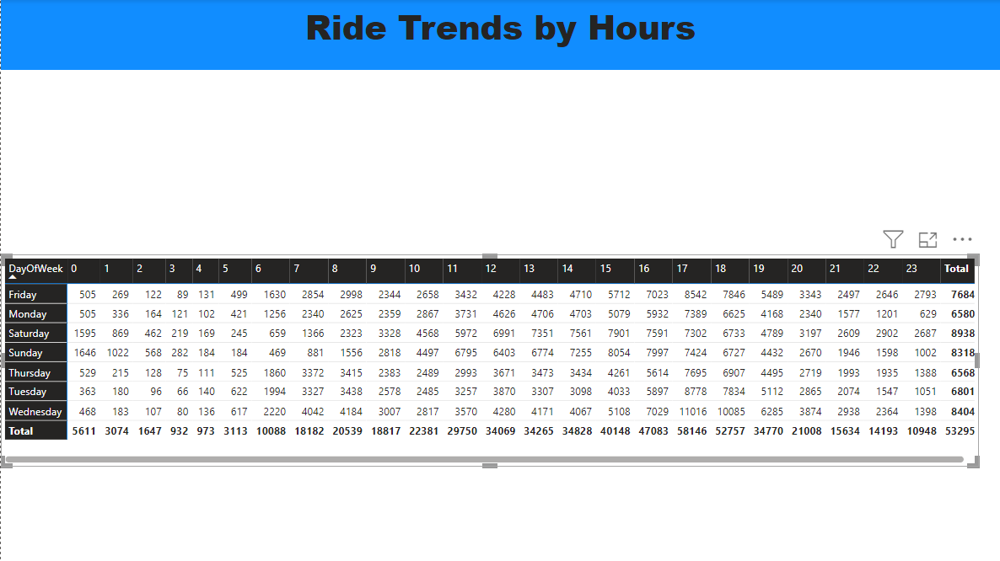 Ride Trends by Hours
DayOfWeek 0 1 2 3 4 5 6 7 8 9 10 11 12 13 14 15 16 17 18 19 20 21 22 23 Total
Friday 505 269 122 89 131 499 1630 2854 2998 2344 2658 3432 4228 4483 4710 5712 7023 8542 7846 5489 3343 2497 2646 2793 7684
Monday 505 336 164 121 102 421 1256 2340 2625 2359 2867 3731 4626 4706 4703 5079 5932 7389 6625 4168 2340 1577 1201 629 6580
Saturday 1595 869 462 219 169 245 659 1366 2323 3328 4568 5972 6991 7351 7561 7901 7591 7302 6733 4789 3197 2609 2902 2687 8938
Sunday 1646 1022 568 282 184 184 469 881 1556 2818 4497 6795 6403 6774 7255 8054 7997 7424 6727 4432 2670 1946 1598 1002 8318
Thursday 529 215 128 75 111 525 1860 3372 3415 2383 2489 2993 3671 3473 3434 4261 5614 7695 6907 4495 2719 1993 1935 1388 6568
Tuesday 363 180 96 66 140 622 1994 3327 3438 2578 2485 3257 3870 3307 3098 4033 5897 8778 7834 5112 2865 2074 1547 1051 6801
Wednesday 468 183 107 80 136 617 2220 4042 4184 3007 2817 3570 4280 4171 4067 5108 7029 11016 10085 6285 3874 2938 2364 1398 8404
Total 5611 3074 1647 932 973 3113 10088 18182 20539 18817 22381 29750 34069 34265 34828 40148 47083 58146 52757 34770 21008 15634 14193 10948 53295